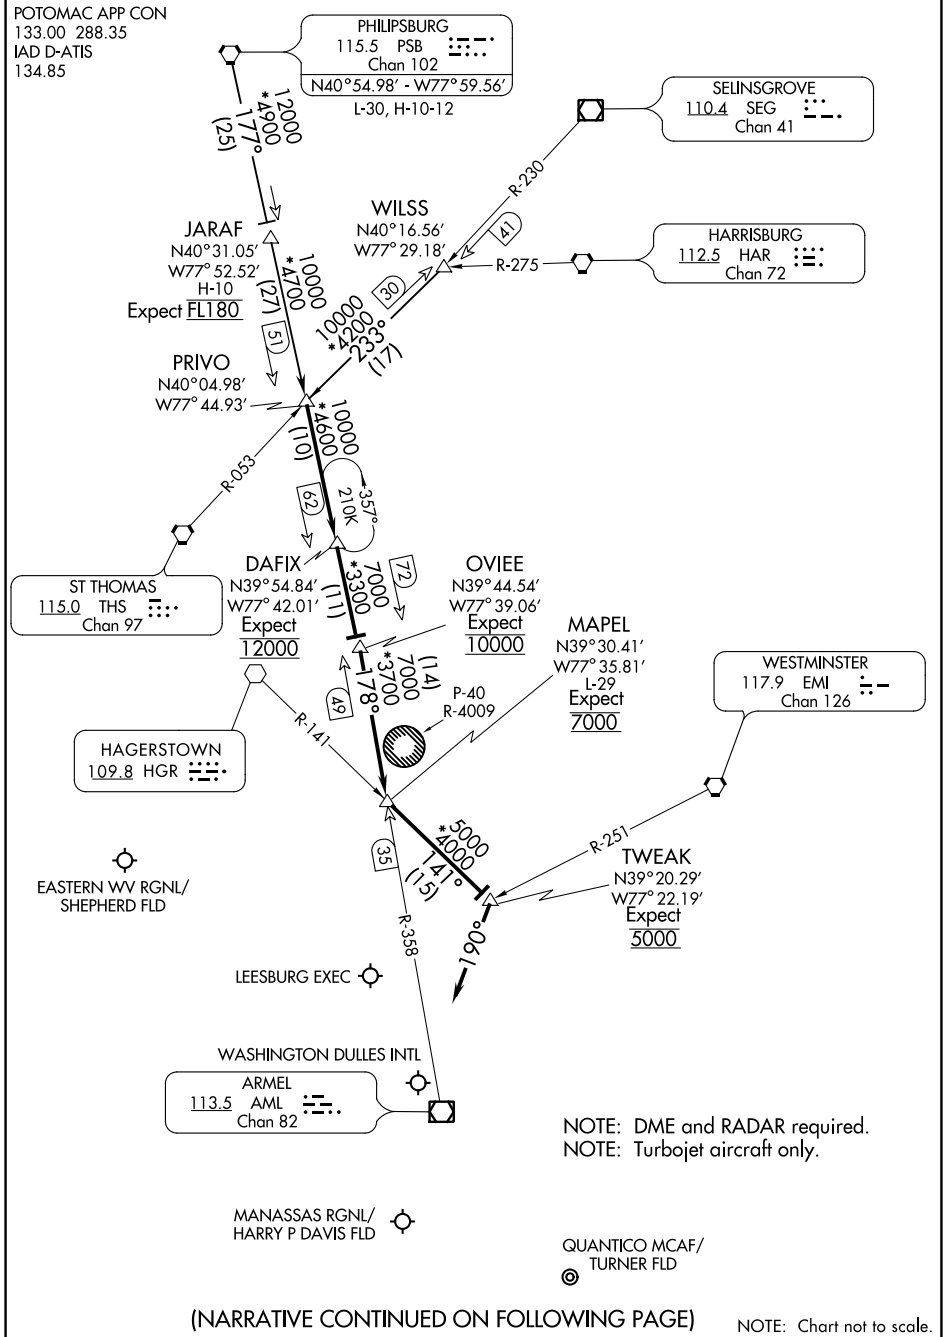 POTOMAC APP CON
133.00 288.35
IAD D-ATIS
134.85
PHILIPSBURG
115.5 PSB
Chan 102
N40°54.98' - W77°59.56'
L-30, H-10-12
SELINSGROVE
110.4 SEG
Chan 41
12000
*4900
177°
(25)
R-230
WILSS
N40°16.56'
W77°29.18'
41
HARRISBURG
112.5 HAR
Chan 72
R-275
JARAF
N40°31.05'
W77°52.52'
H-10
Expect FL180
10000
*4700
(27)
51
30
10000
*4200
233°
(17)
PRIVO
N40°04.98'
W77°44.93'
10000
*4600
(10)
R-053
62
357°
210K
ST THOMAS
115.0 THS
Chan 97
DAFIX
N39°54.84'
W77°42.01'
Expect
12000
7000
*3300
(11)
72
OVIEE
N39°44.54'
W77°39.06'
Expect
10000
MAPEL
N39°30.41'
W77°35.81'
L-29
Expect
7000
(14)
7000
*3700
178°
49
P-40
R-4009
WESTMINSTER
117.9 EMI
Chan 126
HAGERSTOWN
109.8 HGR
R-141
R-251
5000
*4000
141°
(15)
35
TWEAK
N39°20.29'
W77°22.19'
Expect
5000
EASTERN WV RGNL/
SHEPHERD FLD
R-358
190°
LEESBURG EXEC
WASHINGTON DULLES INTL
ARMEL
113.5 AML
Chan 82
NOTE: DME and RADAR required.
NOTE: Turbojet aircraft only.
MANASSAS RGNL/
HARRY P DAVIS FLD
QUANTICO MCAF/
TURNER FLD
(NARRATIVE CONTINUED ON FOLLOWING PAGE)
NOTE: Chart not to scale.